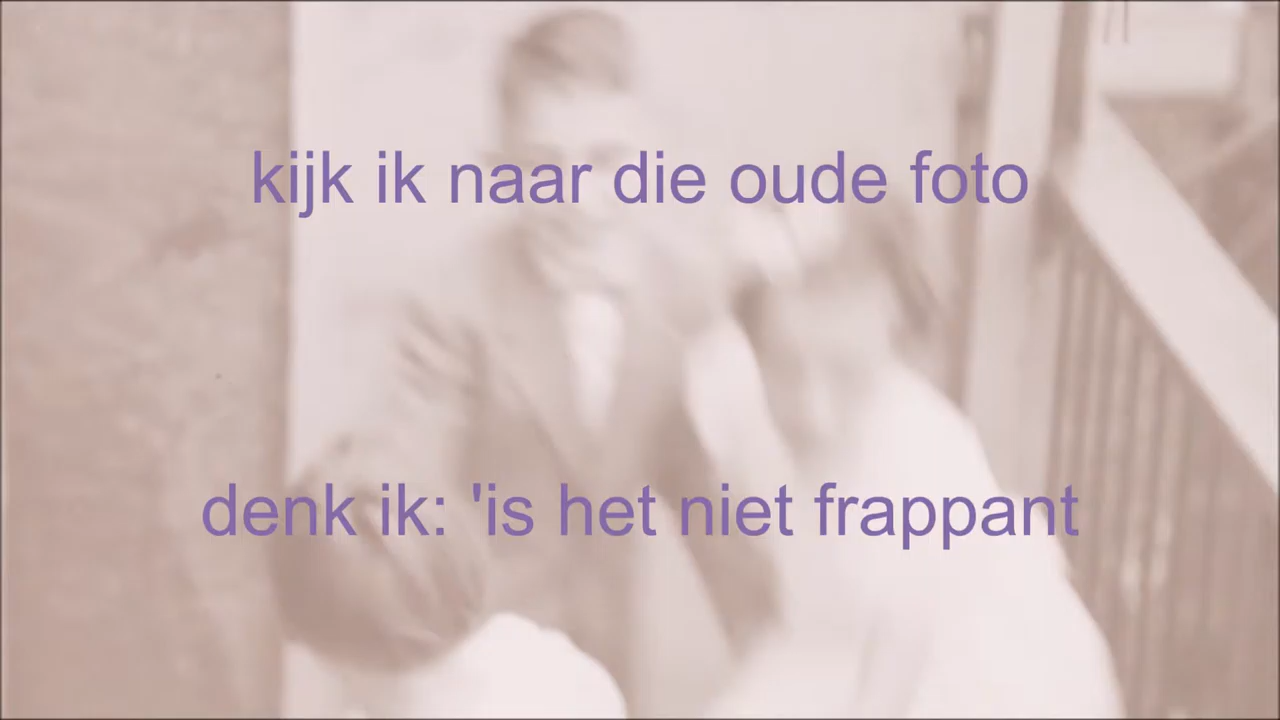 kijk ik naar die oude foto
denk ik: 'is het niet frappant